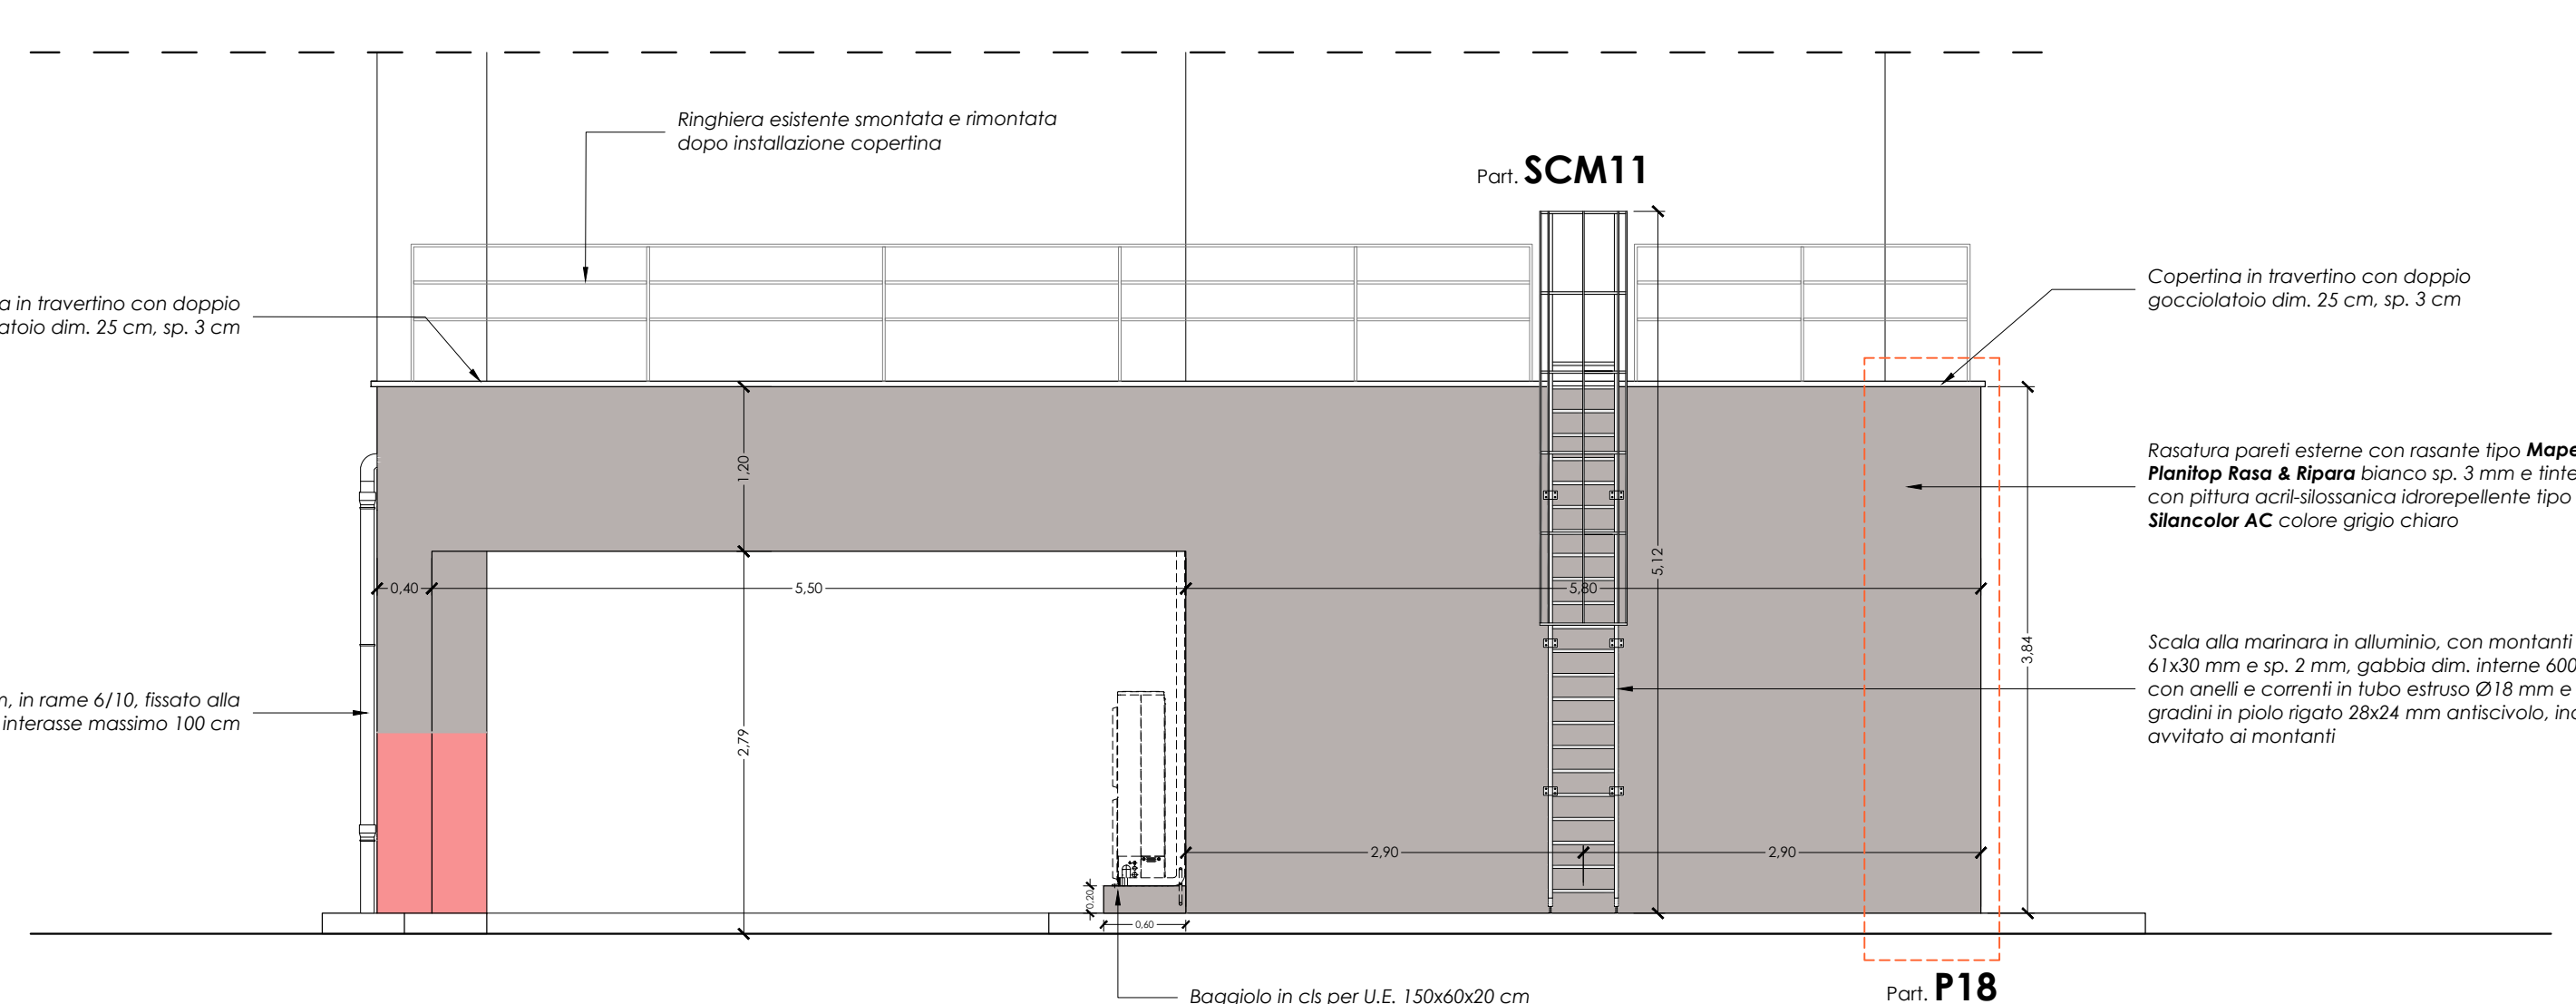 Ringhiera esistente smontata e rimontata
dopo installazione copertina
Part. SCM11
in travertino con doppio
dim. 25 cm, sp. 3 cm
Copertina in travertino con doppio
gocciolatoio dim. 25 cm, sp. 3 cm
Rasatura pareti esterne con rasante tipo
Planitop Rasa & Ripara bianco sp. 3 mm e
con pittura acril-silossanica idrorepellente tipo
Silancolor AC colore grigio chiaro
1,20
5,12
0,40
5,50
5,80
3,84
Scala alla marinara in alluminio, con montanti
61x30 mm e sp. 2 mm, gabbia dim. interne 600
con anelli e correnti in tubo estruso Ø18 mm e
gradini in piolo rigato 28x24 mm antiscivolo,
avvitato ai montanti
in rame 6/10, fissato alla
interasse massimo 100 cm
2,79
2,90
2,90
0,20
0,60
Baggiolo in cls per U.E. 150x60x20 cm
Part. P18